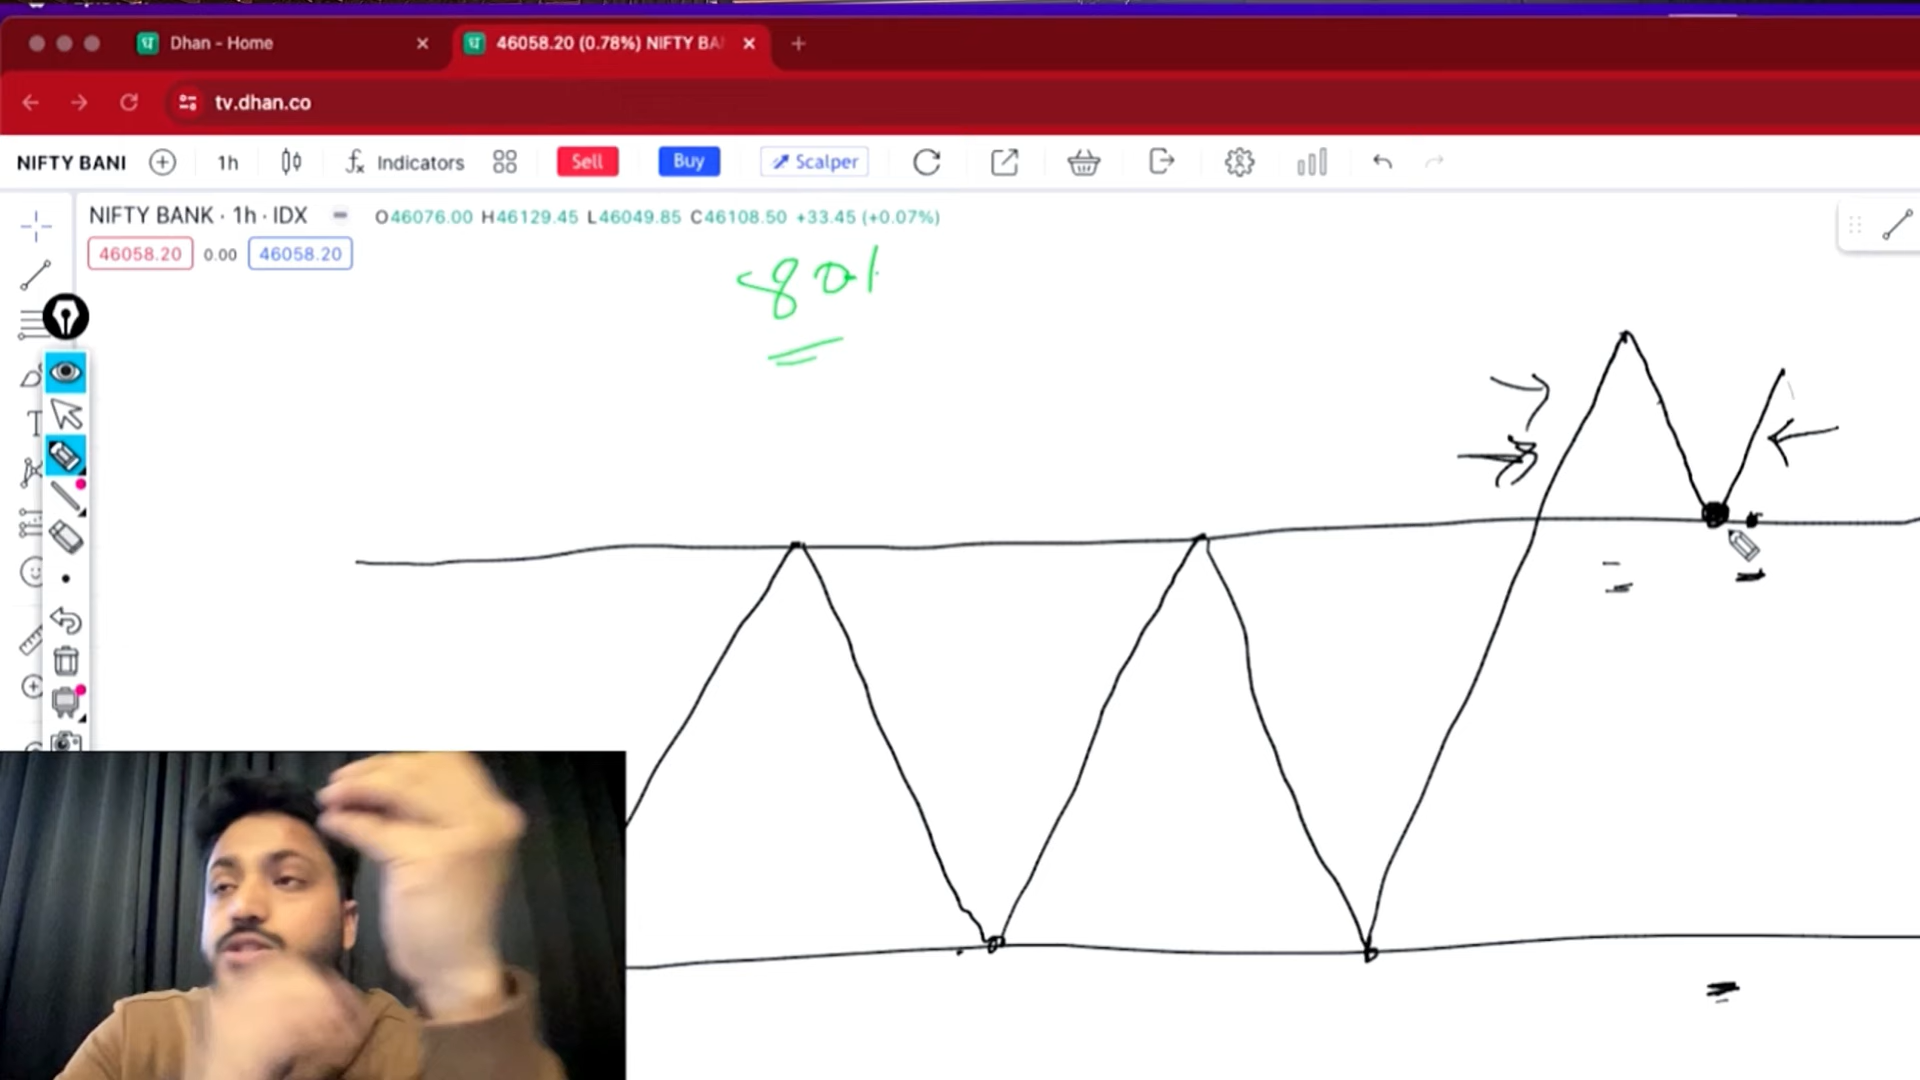 Dhan - Home
46058.20 (0.78%) NIFTY BA
tv.dhan.co
NIFTY BANI 1h Indicators Sell Buy Scalper
NIFTY BANK · 1h · IDX O46076.00 H46129.45 L46049.85 C46108.50 +33.45 (+0.07%)
46058.20 0.00 46058.20